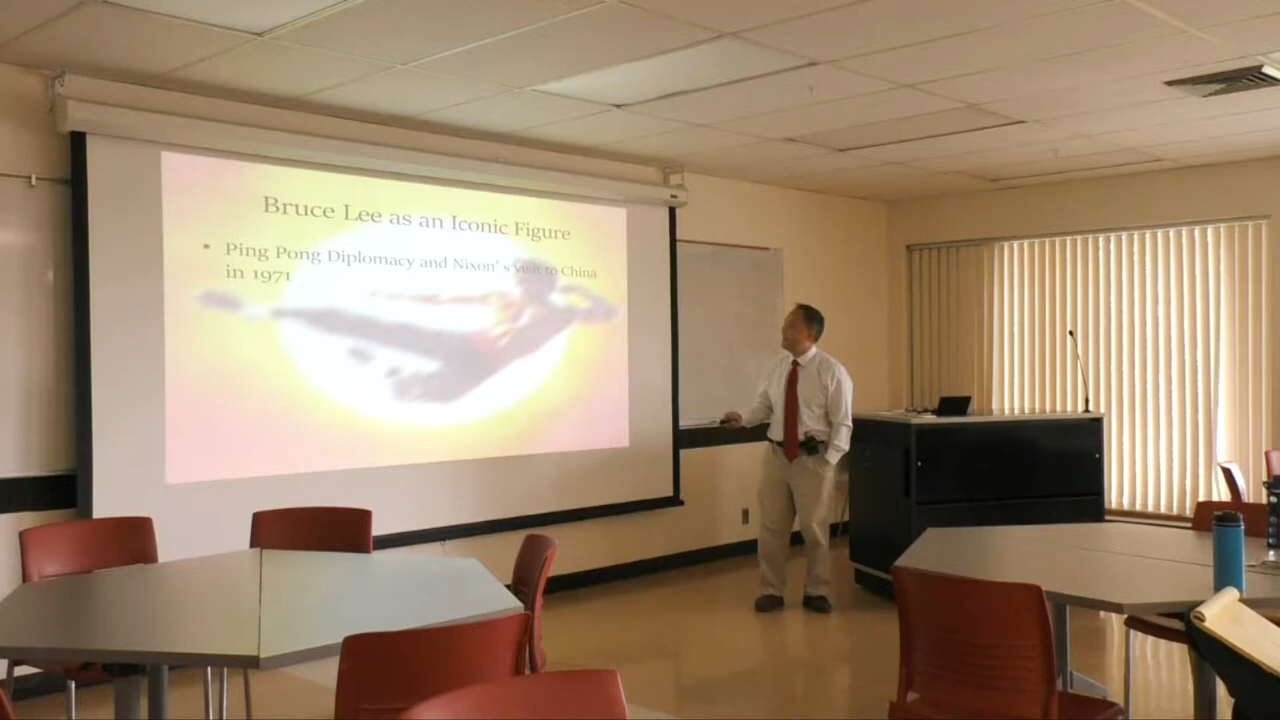 Bruce Lee as an Iconic Figure
• Ping Pong Diplomacy and Nixon's visit to China
in 1971